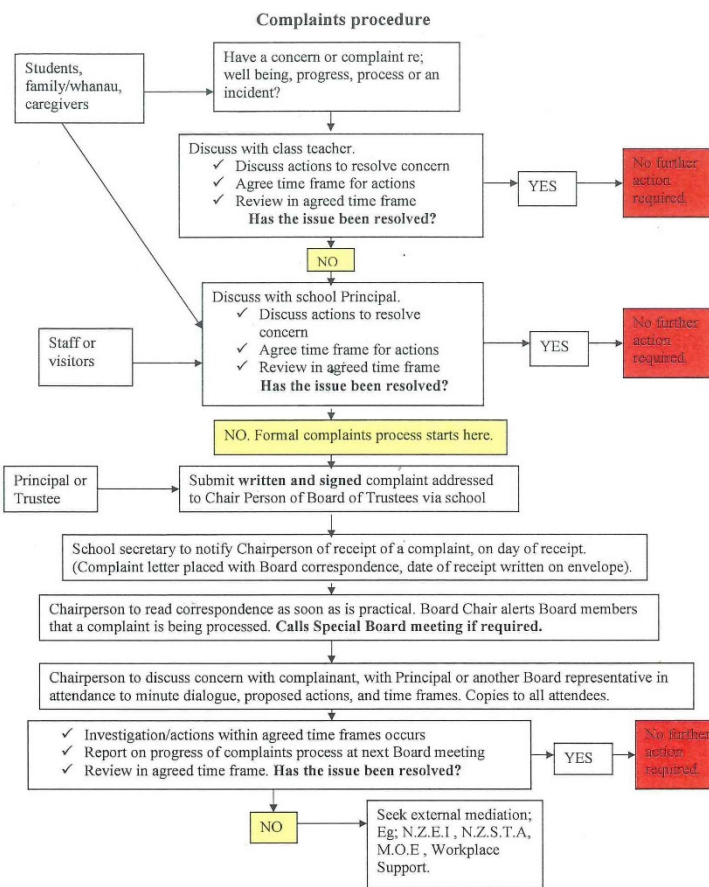 Complaints procedure
Students,
family/whanau,
caregivers
Have a concern or complaint re;
well being, progress, process or an
incident?
Discuss with class teacher.
✓ Discuss actions to resolve concern
✓ Agree time frame for actions
✓ Review in agreed time frame
Has the issue been resolved?
YES
No further
action
required.
NO
Discuss with school Principal.
✓ Discuss actions to resolve
concern
✓ Agree time frame for actions
✓ Review in agreed time frame
Has the issue been resolved?
Staff or
visitors
YES
No further
action
required.
NO. Formal complaints process starts here.
Principal or
Trustee
Submit written and signed complaint addressed
to Chair Person of Board of Trustees via school
School secretary to notify Chairperson of receipt of a complaint, on day of receipt.
(Complaint letter placed with Board correspondence, date of receipt written on envelope).
Chairperson to read correspondence as soon as is practical. Board Chair alerts Board members
that a complaint is being processed. Calls Special Board meeting if required.
Chairperson to discuss concern with complainant, with Principal or another Board representative in
attendance to minute dialogue, proposed actions, and time frames. Copies to all attendees.
✓ Investigation/actions within agreed time frames occurs
✓ Report on progress of complaints process at next Board meeting
✓ Review in agreed time frame. Has the issue been resolved?
YES
No further
action
required.
NO
Seek external mediation;
Eg; N.Z.E.I , N.Z.S.T.A,
M.O.E , Workplace
Support.